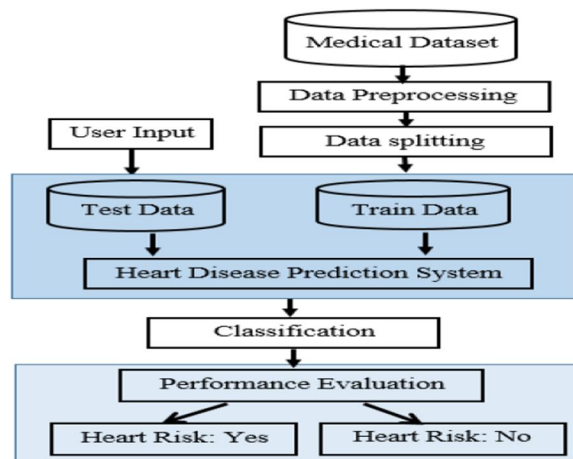 Medical Dataset
Data Preprocessing
User Input
Data splitting
Test Data
Train Data
Heart Disease Prediction System
Classification
Performance Evaluation
Heart Risk: Yes
Heart Risk: No